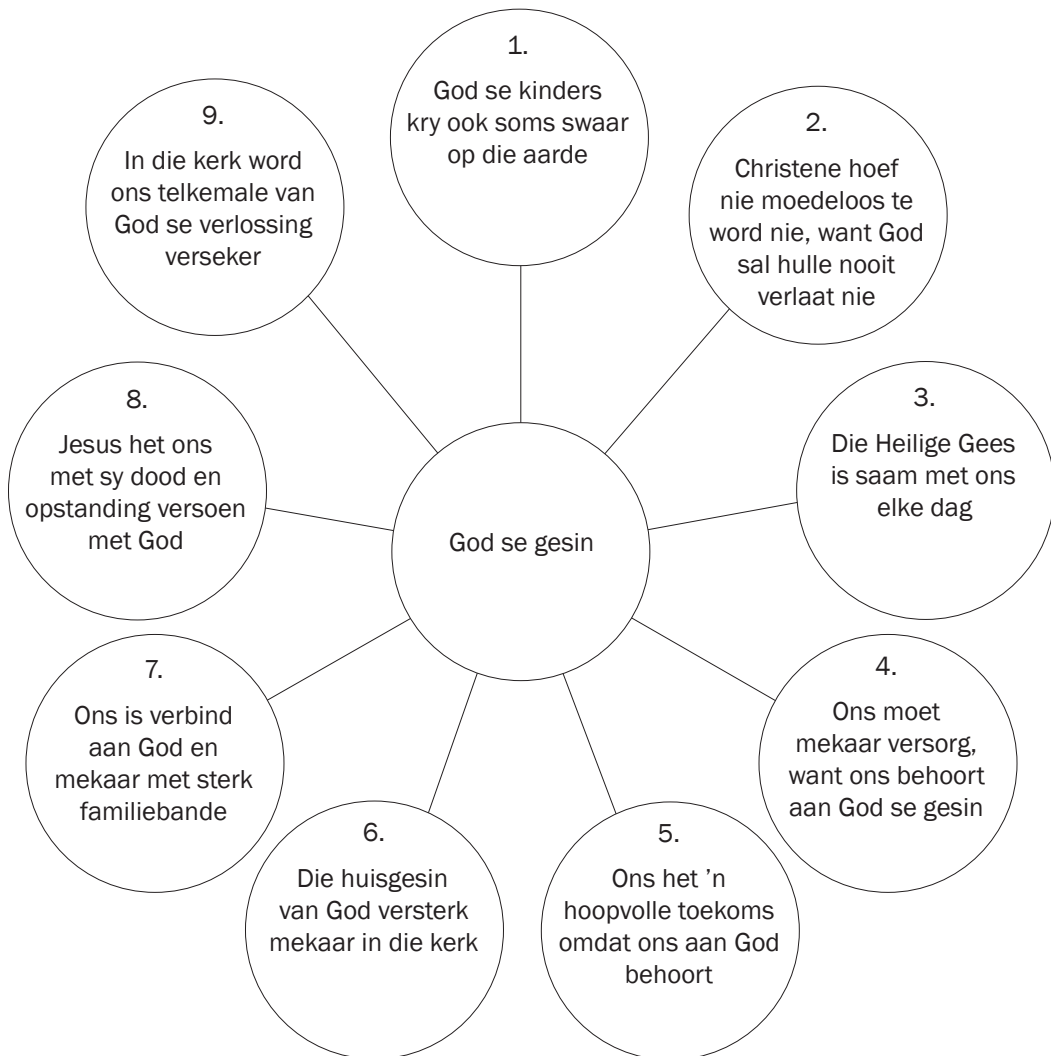 1.
God se kinders
kry ook soms swaar
op die aarde
2.
Christene hoef
nie moedeloos te
word nie, want God
sal hulle nooit
verlaat nie
3.
Die Heilige Gees
is saam met ons
elke dag
4.
Ons moet
mekaar versorg,
want ons behoort
aan God se gesin
5.
Ons het ’n
hoopvolle toekoms
omdat ons aan God
behoort
6.
Die huisgesin
van God versterk
mekaar in die kerk
7.
Ons is verbind
aan God en
mekaar met sterk
familiebande
8.
Jesus het ons
met sy dood en
opstanding versoen
met God
9.
In die kerk word
ons telkemale van
God se verlossing
verseker
God se gesin